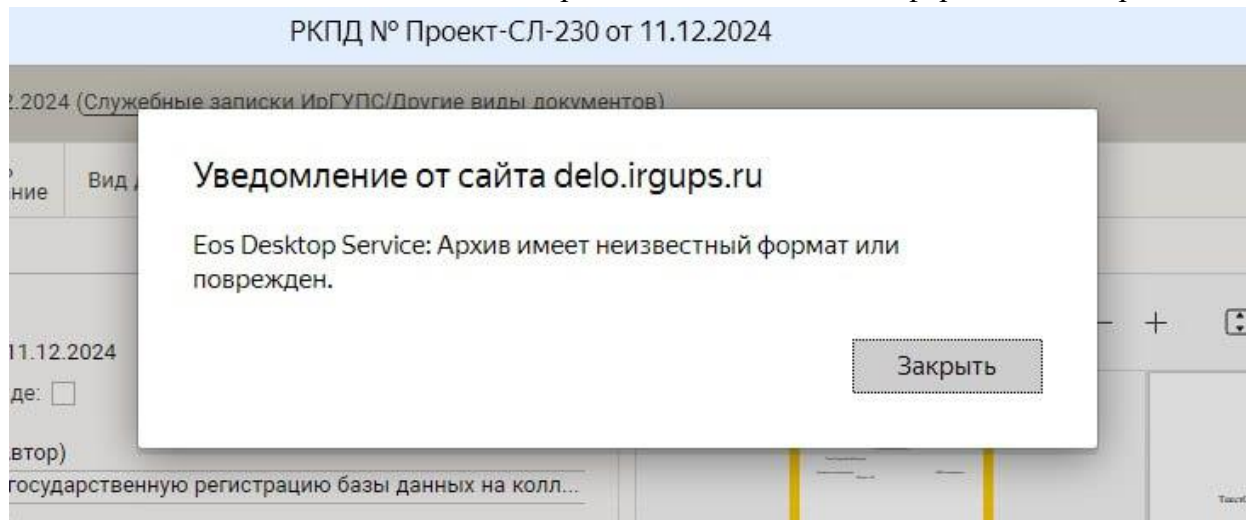 РКПД № Проект-СЛ-230 от 11.12.2024
.2024 (Служебные записки ИрГУПС/Другие виды документов)
ние
Вид
Уведомление от сайта delo.irgups.ru
Eos Desktop Service: Архив имеет неизвестный формат или
поврежден.
Закрыть
11.12.2024
де:
втор)
государственную регистрацию базы данных на колл...